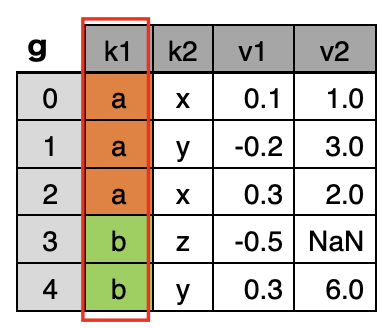 g k1 k2 v1 v2
0 a x 0.1 1.0
1 a y -0.2 3.0
2 a x 0.3 2.0
3 b z -0.5 NaN
4 b y 0.3 6.0